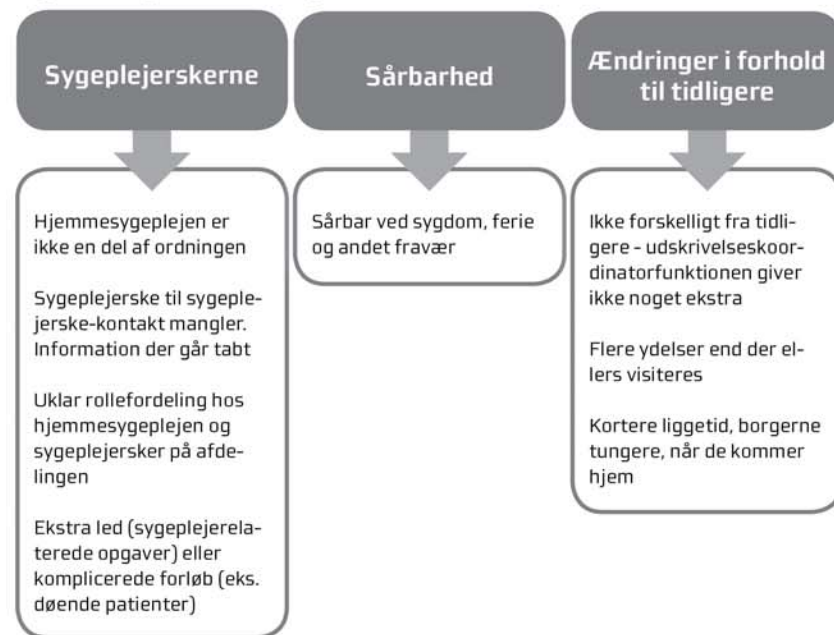 Sygeplejerskerne
Hjemmesygeplejen er
ikke en del af ordningen
Sygeplejerske til sygeple-
jerske-kontakt mangler.
Information der går tabt
Uklar rollefordeling hos
hjemmesygeplejen og
sygeplejersker på afde-
lingen
Ekstra led (sygeplejerela-
terede opgaver) eller
komplicerede forløb (eks.
døende patienter)
Sårbarhed
Sårbar ved sygdom, ferie
og andet fravær
Ændringer i forhold
til tidligere
Ikke forskelligt fra tidli-
gere - udskrivelseskoor-
dinatorfunktionen giver
ikke noget ekstra
Flere ydelser end der el-
lers visiteres
Kortere liggetid, borgerne
tungere, når de kommer
hjem